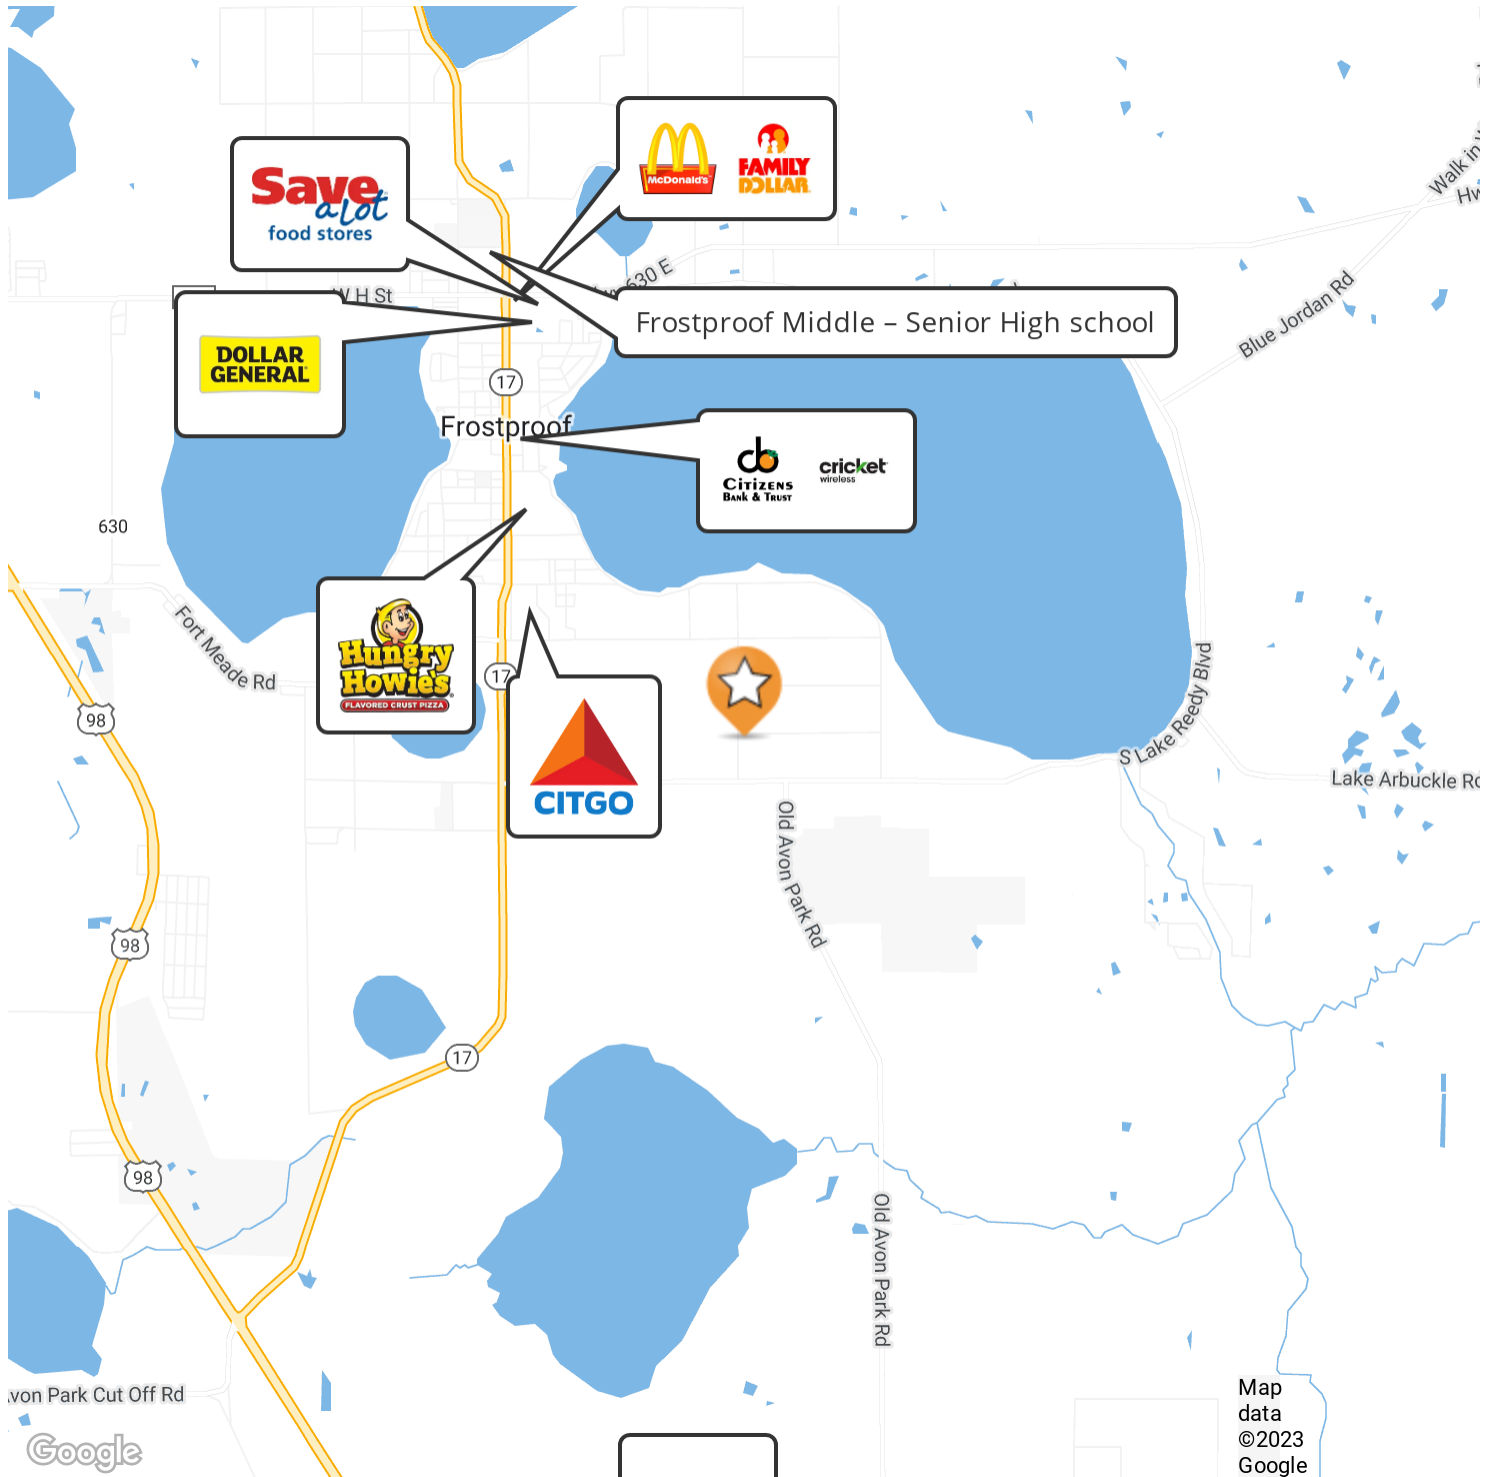 McDonald's
FAMILY
DOLLAR
Save
a lot
food stores
Walk in
Hw
630 E
W H St
Blue Jordan Rd
Frostproof Middle – Senior High school
DOLLAR
GENERAL
17
Frostproof
cb
CITIZENS
BANK & TRUST
cricket
wireless
630
Fort Meade Rd
Hungry
Howie's
FLAVORED CRUST PIZZA
17
98
S Lake Reedy Blvd
Lake Arbuckle Rd
CITGO
Old Avon Park Rd
98
17
98
Old Avon Park Rd
Avon Park Cut Off Rd
Google
Map
data
©2023
Google